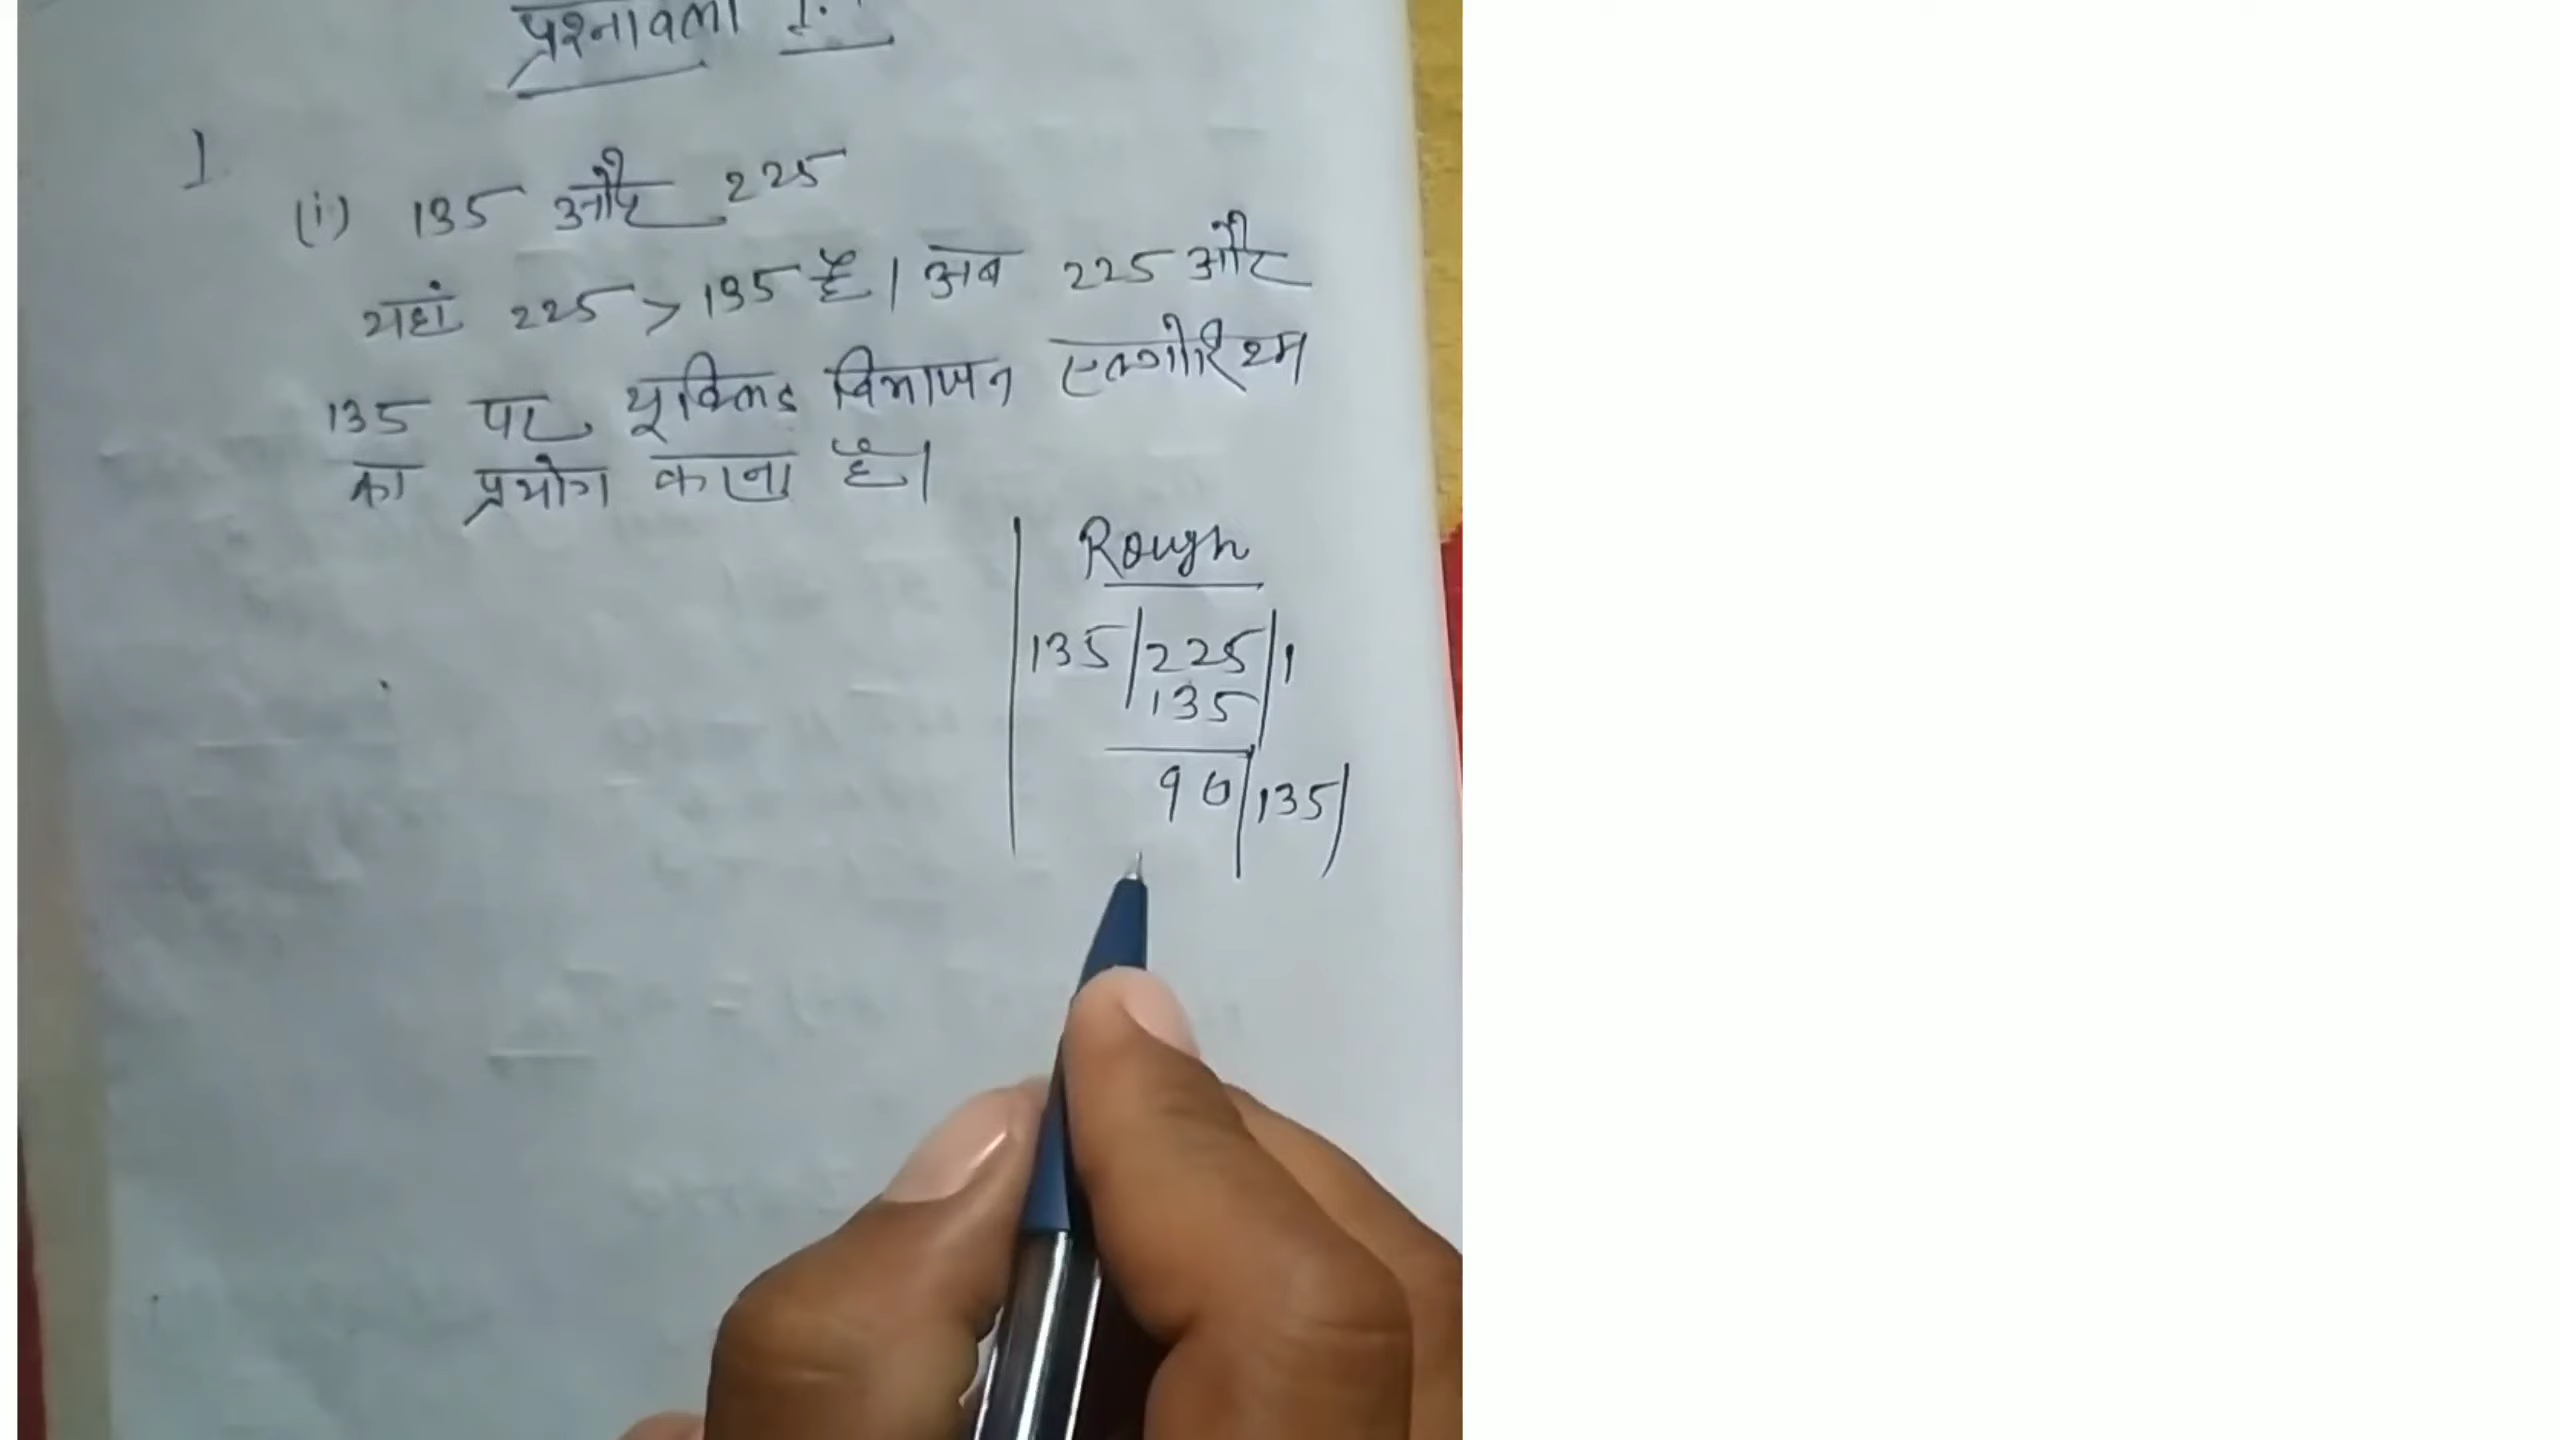 प्रश्नावली 1.
1
(i) 135 और 225
यहां 225 > 135 है। अब 225 और
135 पर यूक्लिड विभाजन एल्गोरिथ्म
का प्रयोग करना है।
Rough
135 / 225 / 1
135
90 / 135 /